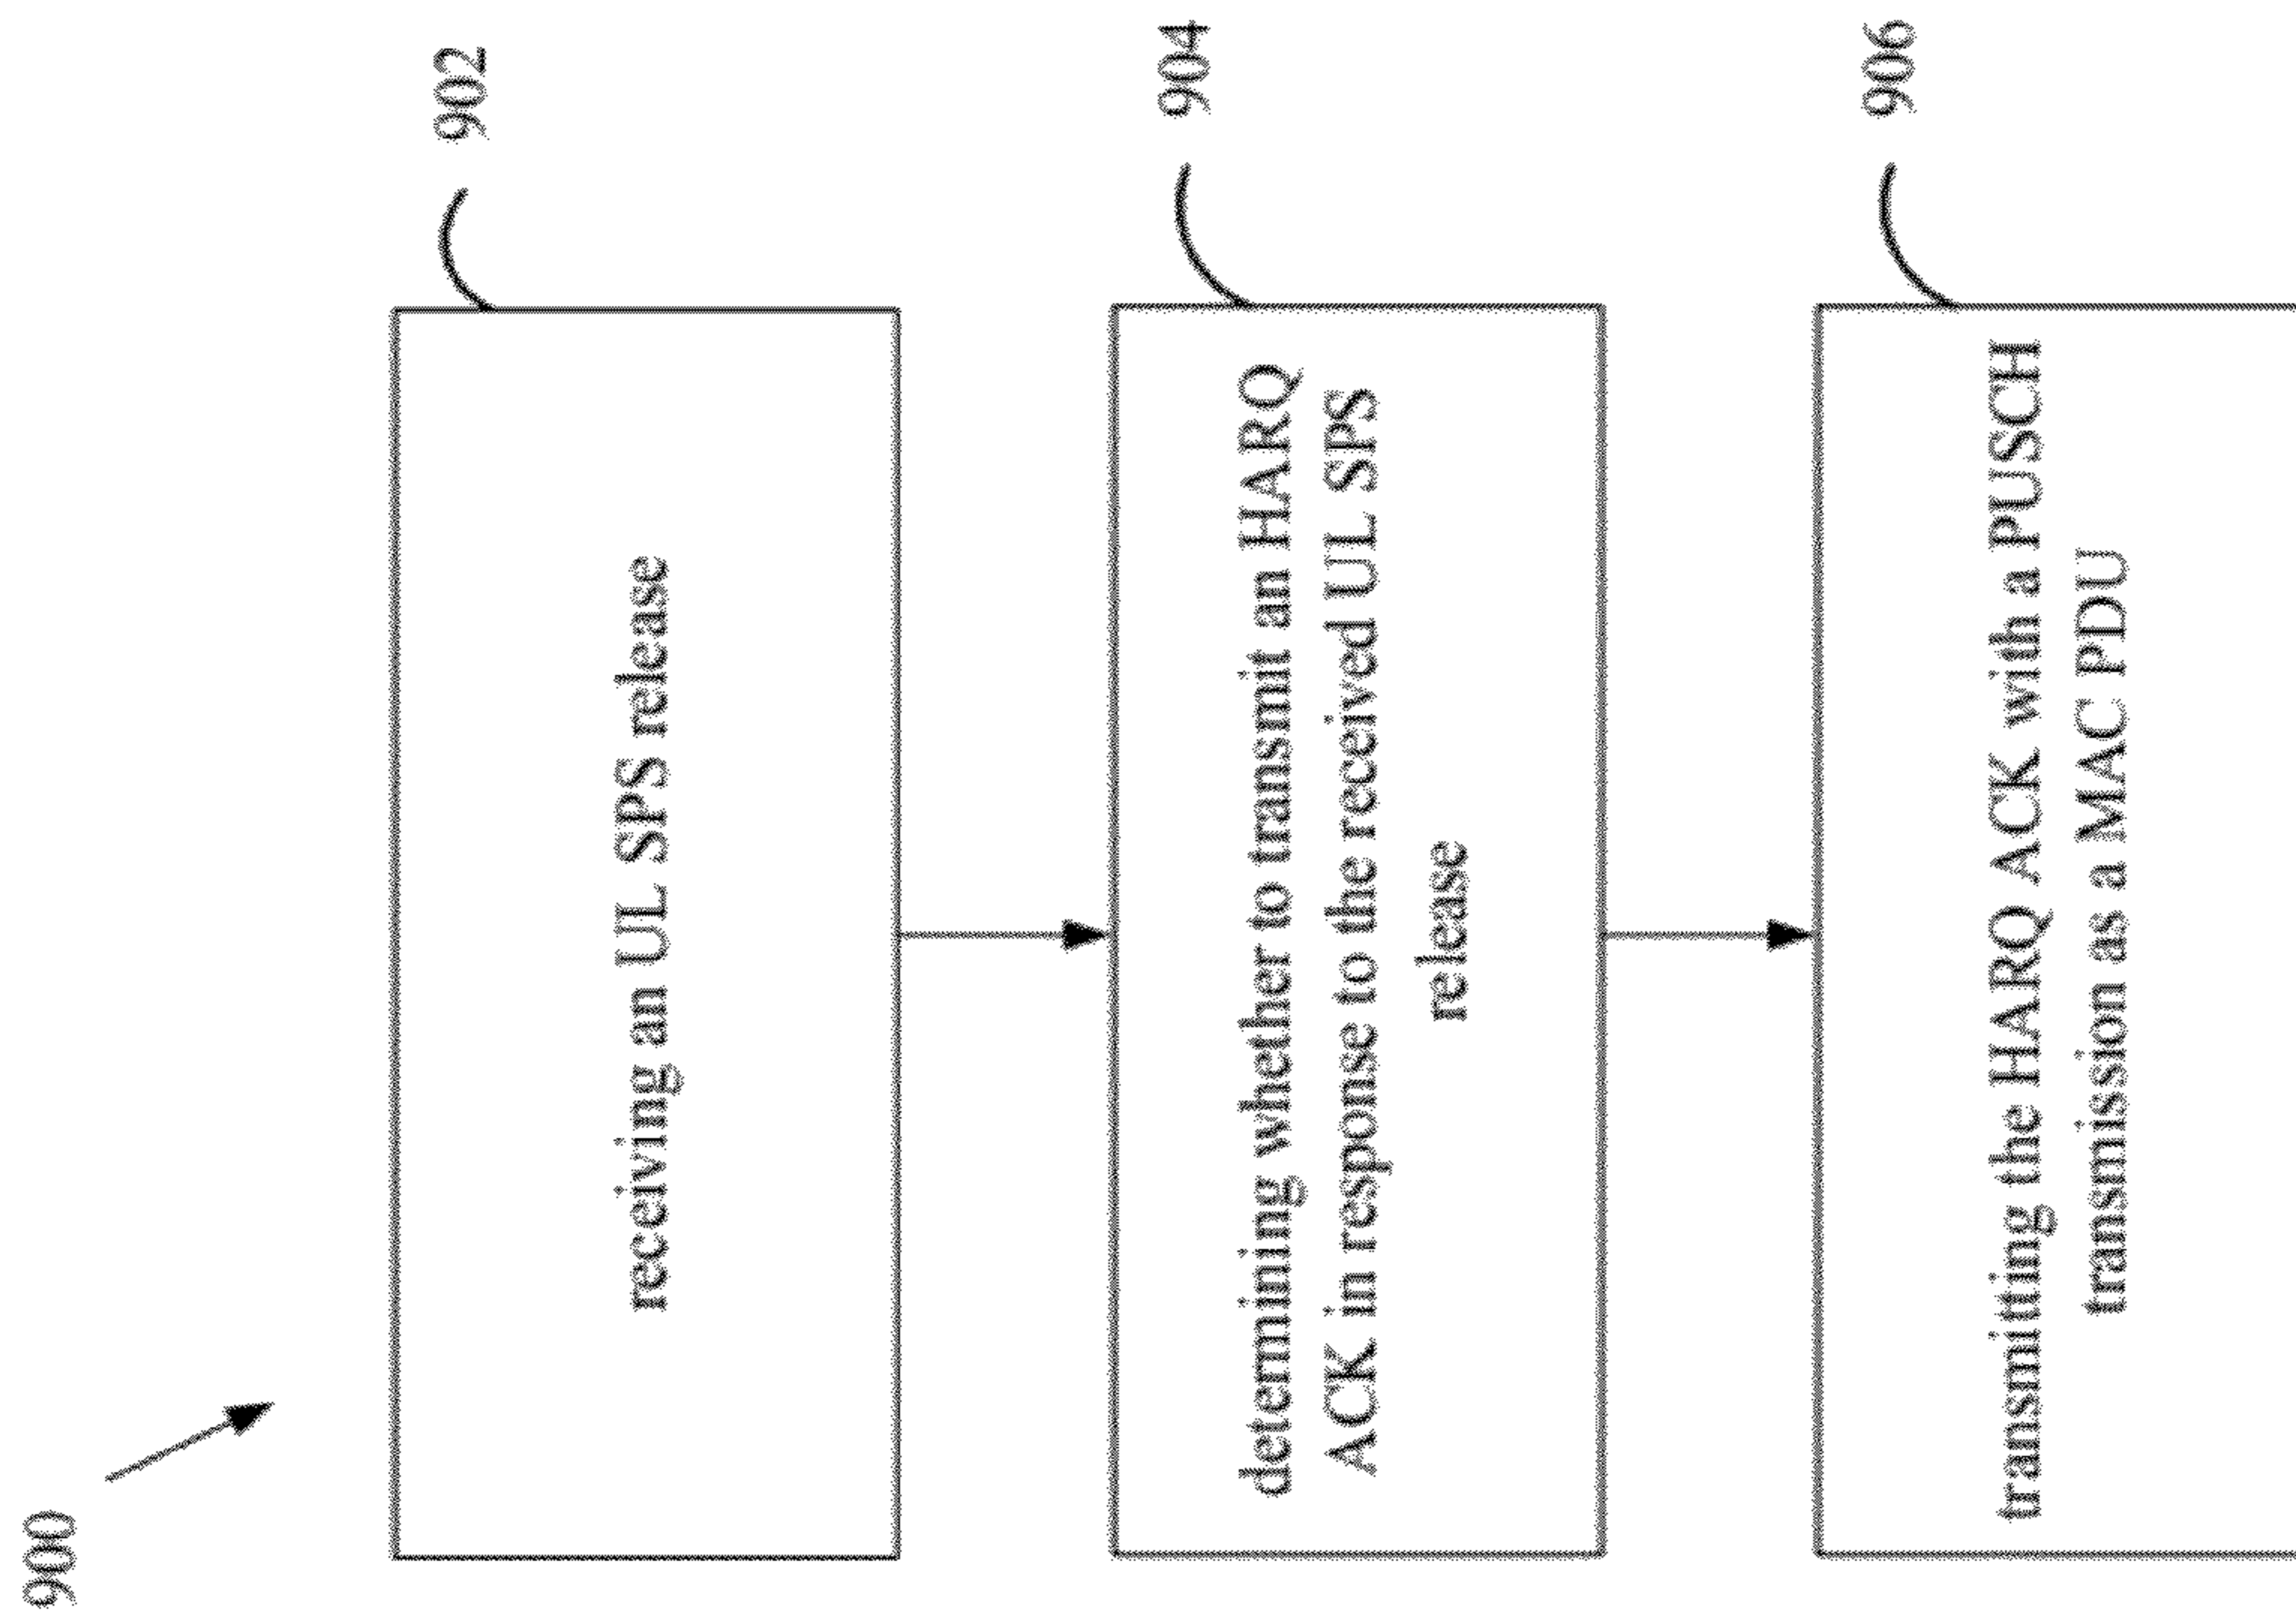 900
902
receiving an UL SPS release
904
determining whether to transmit an HARQ
ACK in response to the received UL SPS
release
906
transmitting the HARQ ACK with a PUSCH
transmission as a MAC PDU